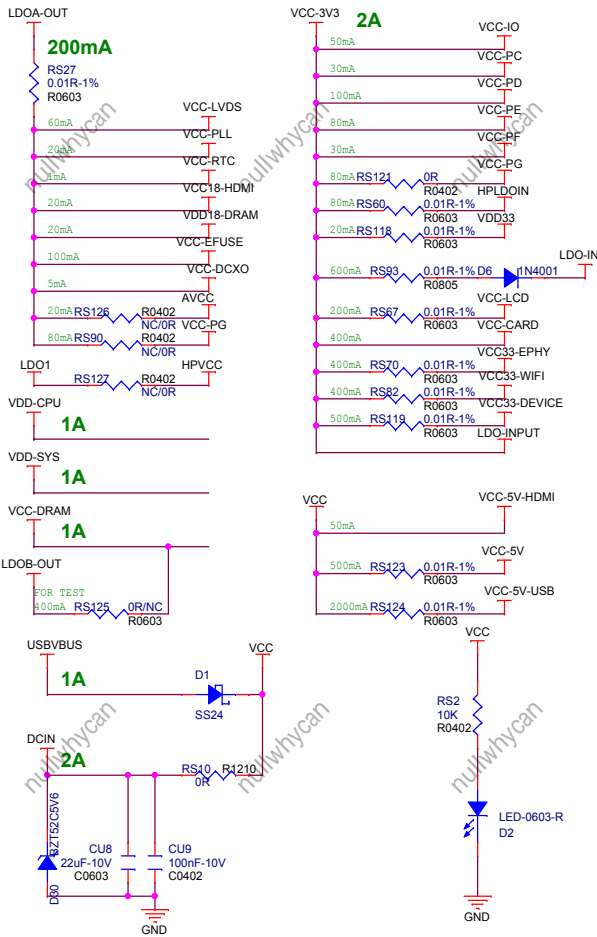 LDOA-OUT
200mA
RS27
0.01R-1%
R0603
VCC-LVDS
60mA
VCC-PLL
20mA
VCC-RTC
1mA
VCC18-HDMI
20mA
VDD18-DRAM
20mA
VCC-EFUSE
100mA
VCC-DCXO
5mA
AVCC
20mA RS126 R0402
NC/0R
VCC-PG
80mA RS90 R0402
NC/0R
LDO1
HPVCC
RS127 R0402
NC/0R
VDD-CPU
1A
VDD-SYS
1A
VCC-DRAM
1A
LDOB-OUT
FOR TEST
400mA RS125 0R/NC
R0603
USBVBUS
1A
D1
SS24
VCC
DCIN
2A
RS10 R1210
0R
BZT52C5V6
D30
CU8
22uF-10V
C0603
CU9
100nF-10V
C0402
GND
VCC-3V3
2A
VCC-IO
50mA
VCC-PC
30mA
VCC-PD
100mA
VCC-PE
80mA
VCC-PF
30mA
VCC-PG
80mA RS121 0R
R0402
HPLDOIN
80mA RS60 0.01R-1%
R0603
VDD33
20mA RS118 0.01R-1%
R0603
LDO-IN
600mA RS93 0.01R-1% D6 1N4001
R0805
VCC-LCD
200mA RS67 0.01R-1%
R0603
VCC-CARD
400mA
VCC33-EPHY
400mA RS70 0.01R-1%
R0603
VCC33-WIFI
400mA RS82 0.01R-1%
R0603
VCC33-DEVICE
500mA RS119 0.01R-1%
R0603
LDO-INPUT
VCC
VCC-5V-HDMI
50mA
VCC-5V
500mA RS123 0.01R-1%
R0603
VCC-5V-USB
2000mA RS124 0.01R-1%
R0603
VCC
RS2
10K
R0402
LED-0603-R
D2
GND
nullwhycan
nullwhycan
nullwhycan
nullwhycan